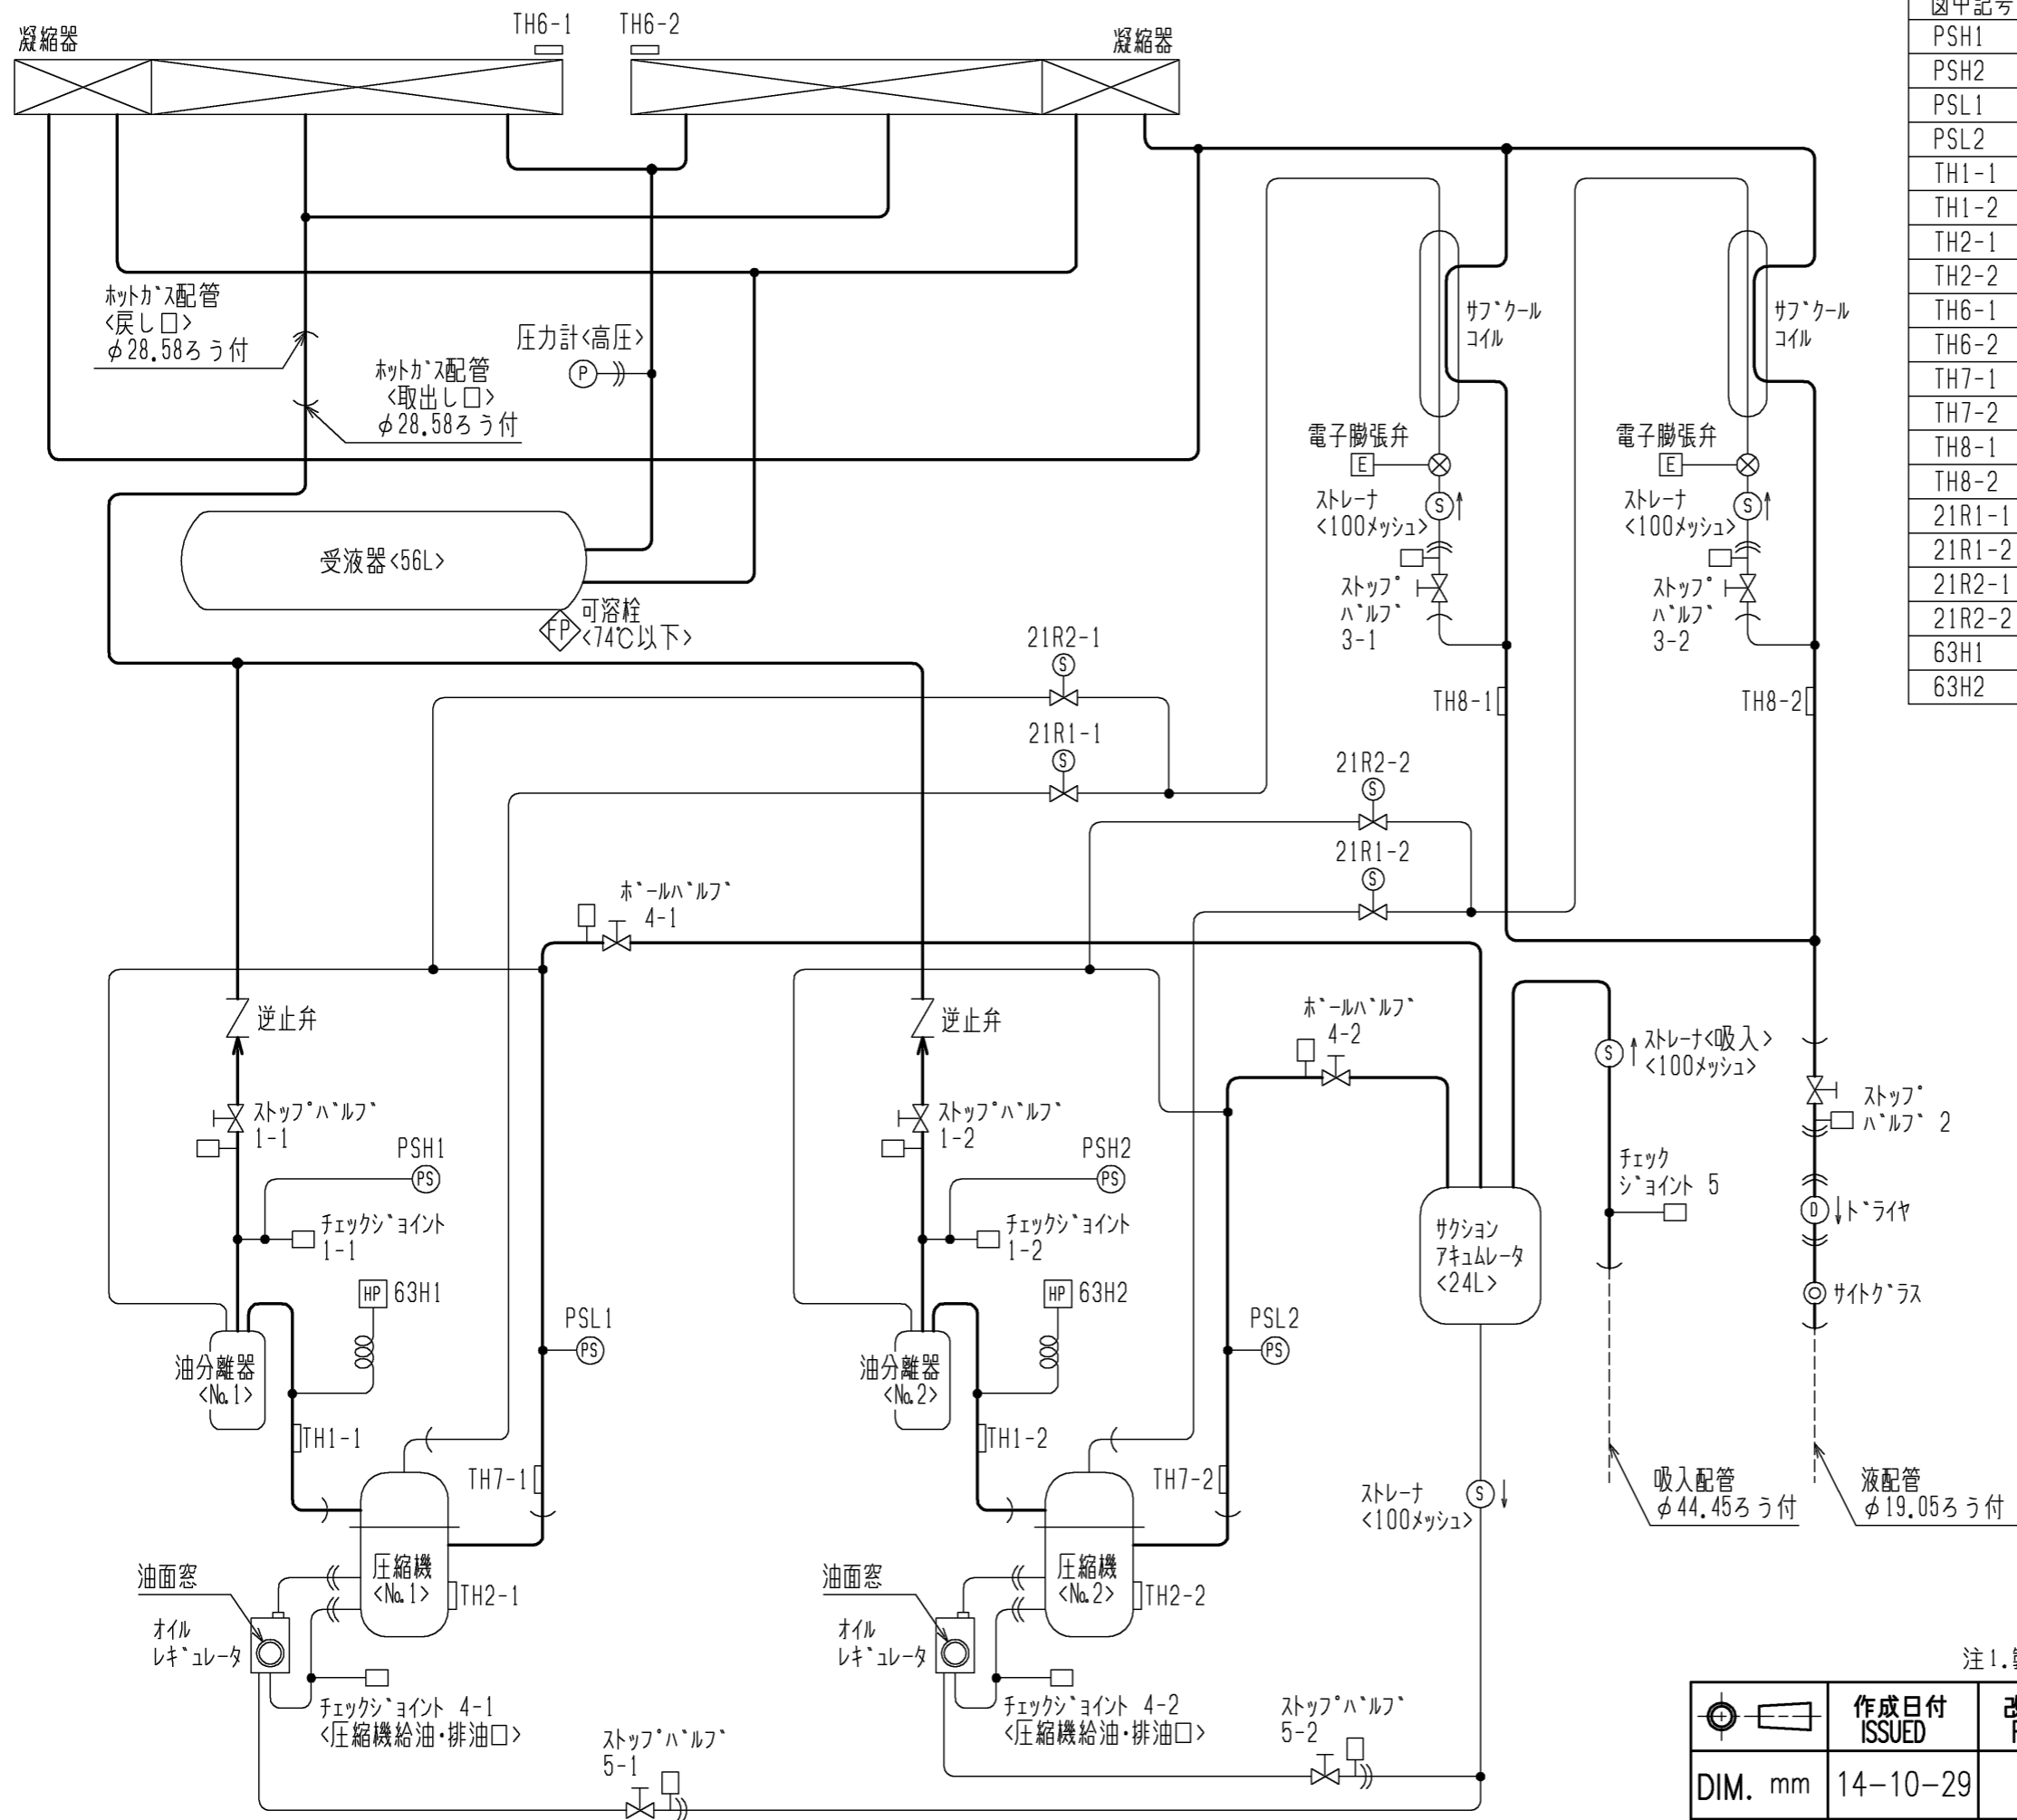 凝縮器
TH6-1
TH6-2
凝縮器
ホットガス配管
<戻し口>
φ28.58ろう付
ホットガス配管
<取出し口>
φ28.58ろう付
圧力計<高圧>
P
サブクール
コイル
サブクール
コイル
電子膨張弁
E
電子膨張弁
E
ストレーナ
<100メッシュ>
S
ストレーナ
<100メッシュ>
S
ストップ
バルブ
3-1
ストップ
バルブ
3-2
受液器<56L>
FP
可溶栓
<74℃以下>
TH8-1
TH8-2
21R2-1
S
21R1-1
S
21R2-2
S
21R1-2
S
ボールバルブ
4-1
逆止弁
逆止弁
ボールバルブ
4-2
ストレーナ<吸入>
<100メッシュ>
S
ストップバルブ
1-1
ストップバルブ
1-2
ストップ
バルブ 2
PSH1
PS
PSH2
PS
チェックジョイント
1-1
チェックジョイント
1-2
チェック
ジョイント 5
D
ドライヤ
サクション
アキュムレータ
<24L>
サイトグラス
HP
63H1
HP
63H2
PSL1
PS
PSL2
PS
油分離器
<No.1>
油分離器
<No.2>
TH1-1
TH1-2
TH7-1
TH7-2
ストレーナ
<100メッシュ>
S
吸入配管
φ44.45ろう付
液配管
φ19.05ろう付
油面窓
圧縮機
<No.1>
TH2-1
油面窓
圧縮機
<No.2>
TH2-2
オイル
レギュレータ
オイル
レギュレータ
チェックジョイント 4-1
<圧縮機給油・排油口>
チェックジョイント 4-2
<圧縮機給油・排油口>
ストップバルブ
5-1
ストップバルブ
5-2
図中記号
PSH1
PSH2
PSL1
PSL2
TH1-1
TH1-2
TH2-1
TH2-2
TH6-1
TH6-2
TH7-1
TH7-2
TH8-1
TH8-2
21R1-1
21R1-2
21R2-1
21R2-2
63H1
63H2
注1.
作成日付
ISSUED
DIM. mm
14-10-29